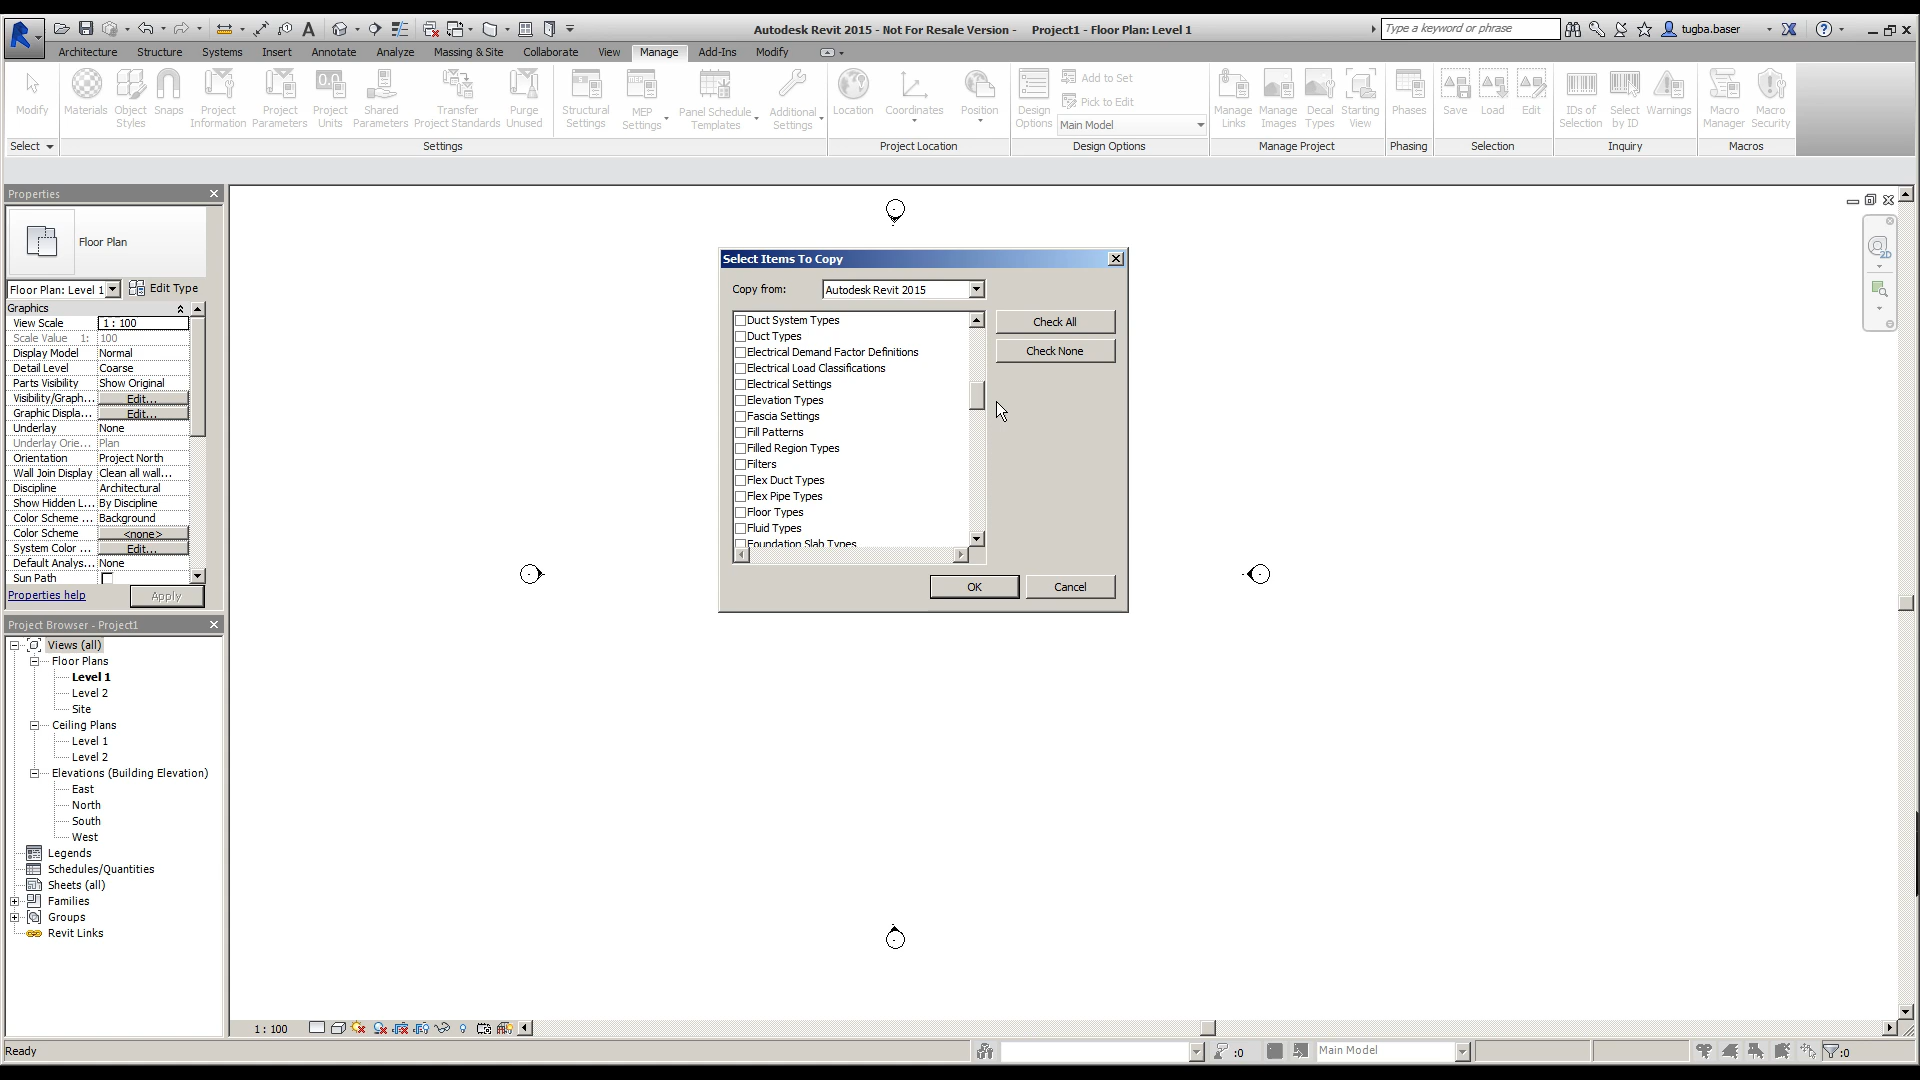 Autodesk Revit 2015 - Not For Resale Version - Project1 - Floor Plan: Level 1
Type a keyword or phrase
tugba.baser
Architecture Structure Systems Insert Annotate Analyze Massing & Site Collaborate View Manage Add-Ins Modify
Modify
Materials
Object Styles
Snaps
Project Information
Project Parameters
Project Units
Shared Parameters
Transfer Project Standards
Purge Unused
Structural Settings
MEP Settings
Panel Schedule Templates
Additional Settings
Location
Coordinates
Position
Design Options
Add to Set
Pick to Edit
Main Model
Manage Links
Manage Images
Decal Types
Starting View
Phases
Save
Load
Edit
IDs of Selection
Select by ID
Warnings
Macro Manager
Macro Security
Select Settings Project Location Design Options Manage Project Phasing Selection Inquiry Macros
Properties
Floor Plan
Floor Plan: Level 1 Edit Type
Graphics
View Scale 1 : 100
Scale Value 1: 100
Display Model Normal
Detail Level Coarse
Parts Visibility Show Original
Visibility/Graph... Edit...
Graphic Displa... Edit...
Underlay None
Underlay Orie... Plan
Orientation Project North
Wall Join Display Clean all wall...
Discipline Architectural
Show Hidden L... By Discipline
Color Scheme ... Background
Color Scheme <none>
System Color ... Edit...
Default Analys... None
Sun Path
Properties help Apply
Project Browser - Project1
Views (all)
Floor Plans
Level 1
Level 2
Site
Ceiling Plans
Level 1
Level 2
Elevations (Building Elevation)
East
North
South
West
Legends
Schedules/Quantities
Sheets (all)
Families
Groups
Revit Links
Select Items To Copy
Copy from: Autodesk Revit 2015
Duct System Types
Duct Types
Electrical Demand Factor Definitions
Electrical Load Classifications
Electrical Settings
Elevation Types
Fascia Settings
Fill Patterns
Filled Region Types
Filters
Flex Duct Types
Flex Pipe Types
Floor Types
Fluid Types
Foundation Slab Types
Check All
Check None
OK Cancel
1 : 100
Ready
:0
Main Model
:0